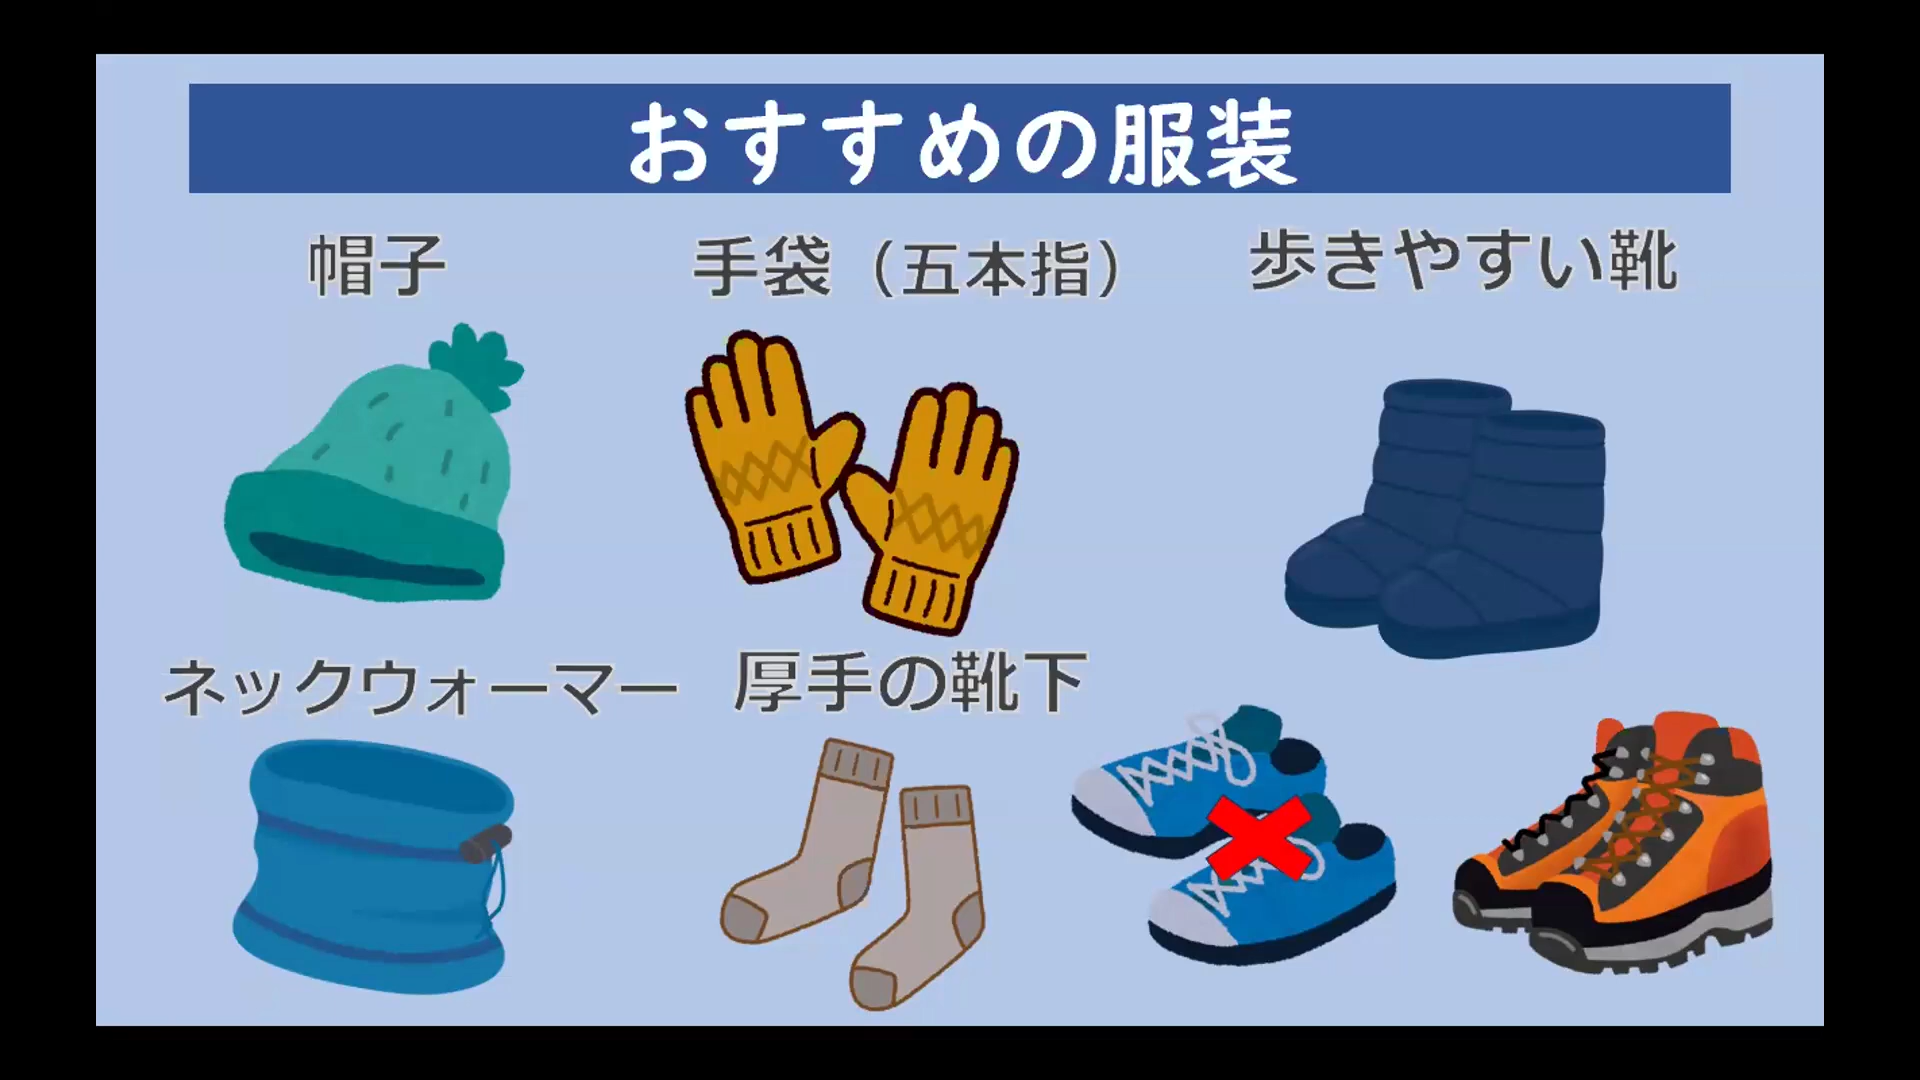 おすすめの服装
帽子
手袋（五本指）
歩きやすい靴
ネックウォーマー
厚手の靴下